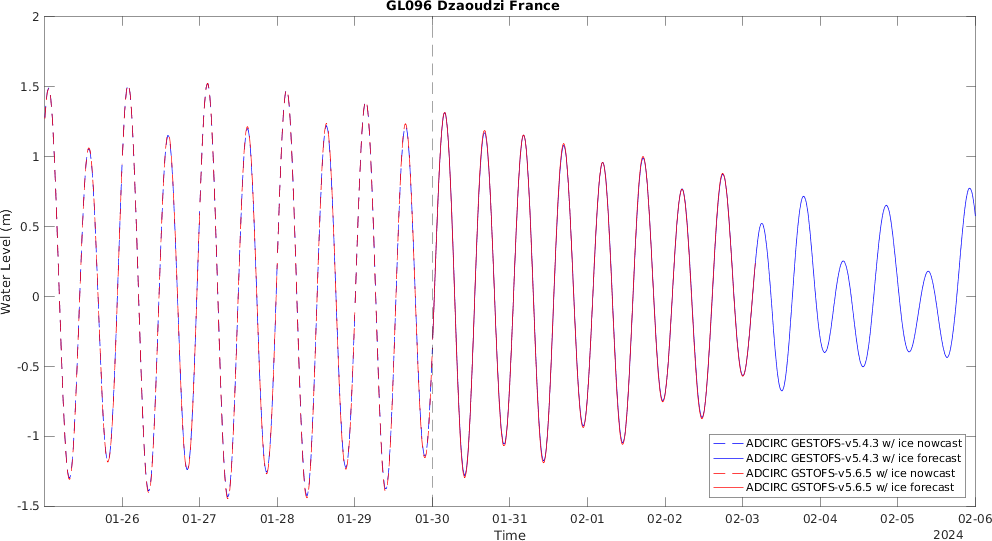 GL096 Dzaoudzi France
2
1.5
1
0.5
0
-0.5
-1
-1.5
Water Level (m)
ADCIRC GESTOFS-v5.4.3 w/ ice nowcast
ADCIRC GESTOFS-v5.4.3 w/ ice forecast
ADCIRC GSTOFS-v5.6.5 w/ ice nowcast
ADCIRC GSTOFS-v5.6.5 w/ ice forecast
01-26 01-27 01-28 01-29 01-30 01-31 02-01 02-02 02-03 02-04 02-05 02-06
Time
2024